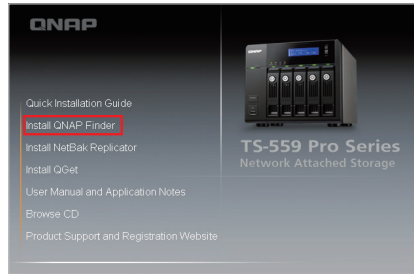 QNAP
Quick Installation Guide
Install QNAP Finder
Install NetBak Replicator
Install QGet
User Manual and Application Notes
Browse CD
Product Support and Registration Website
TS-559 Pro Series
Network Attached Storage